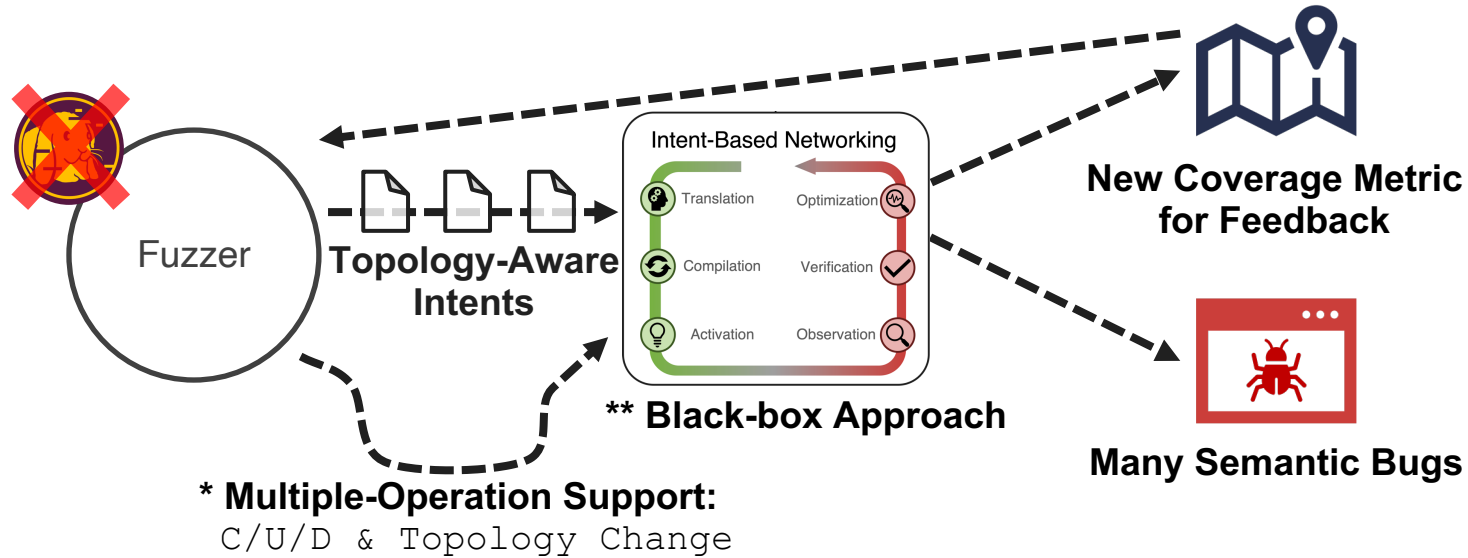 Intent-Based Networking
Translation
Optimization
Compilation
Verification
Activation
Observation
Fuzzer
Topology-Aware
Intents
New Coverage Metric
for Feedback
** Black-box Approach
Many Semantic Bugs
* Multiple-Operation Support:
C/U/D & Topology Change